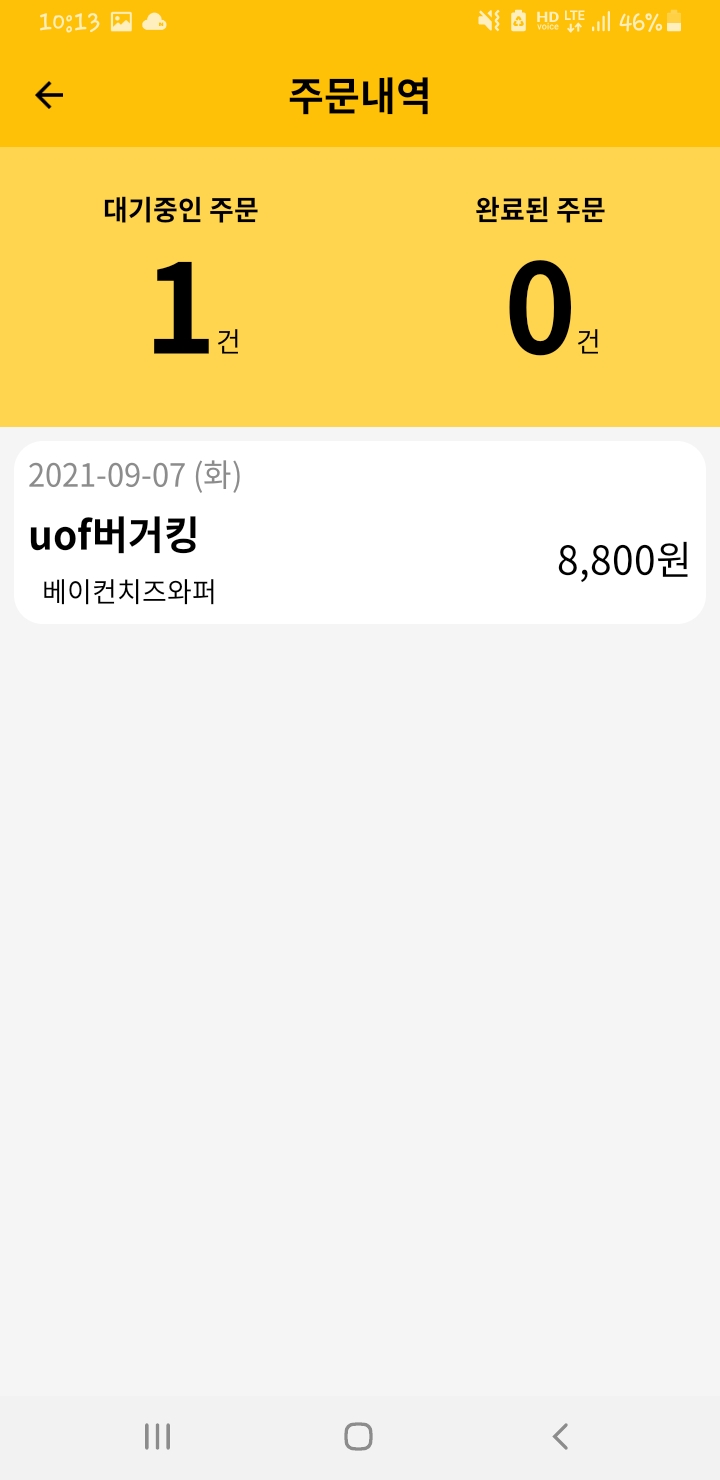 10:13 HD voice LTE 46%
주문내역
대기중인 주문 완료된 주문
1건 0건
2021-09-07 (화)
uof버거킹
8,800원
베이컨치즈와퍼